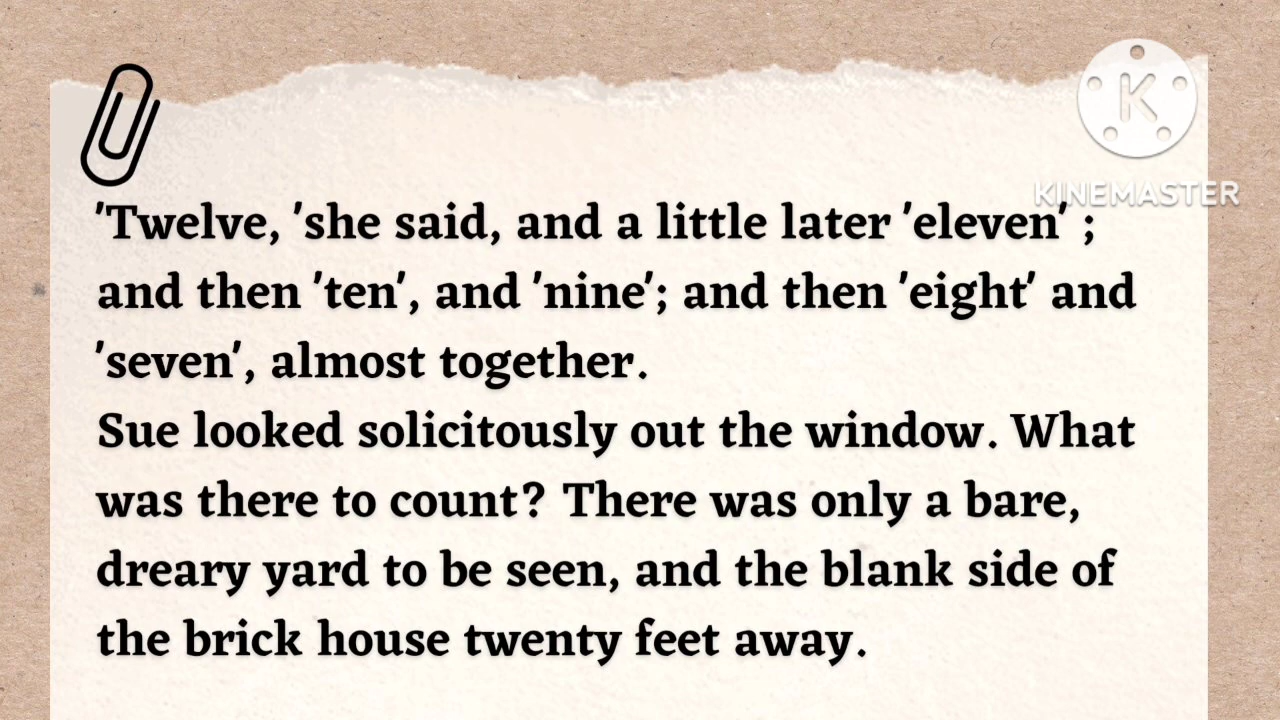 K
KINEMASTER
'Twelve, 'she said, and a little later 'eleven' ;
and then 'ten', and 'nine'; and then 'eight' and
'seven', almost together.
Sue looked solicitously out the window. What
was there to count? There was only a bare,
dreary yard to be seen, and the blank side of
the brick house twenty feet away.